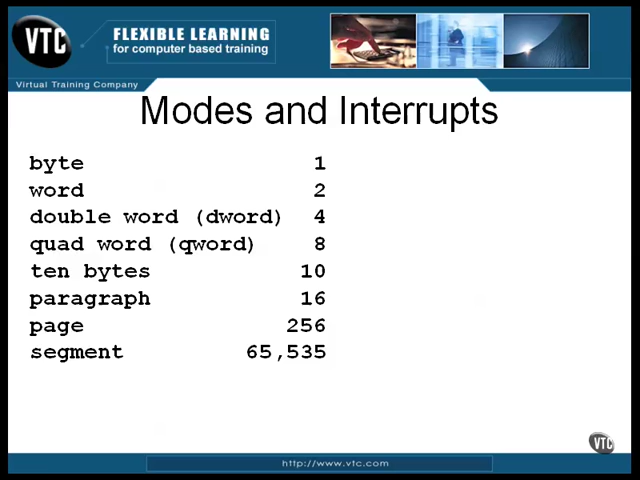 VTC
FLEXIBLE LEARNING
for computer based training
Virtual Training Company
Modes and Interrupts
byte 1
word 2
double word (dword) 4
quad word (qword) 8
ten bytes 10
paragraph 16
page 256
segment 65,535
VTC
http://www.vtc.com